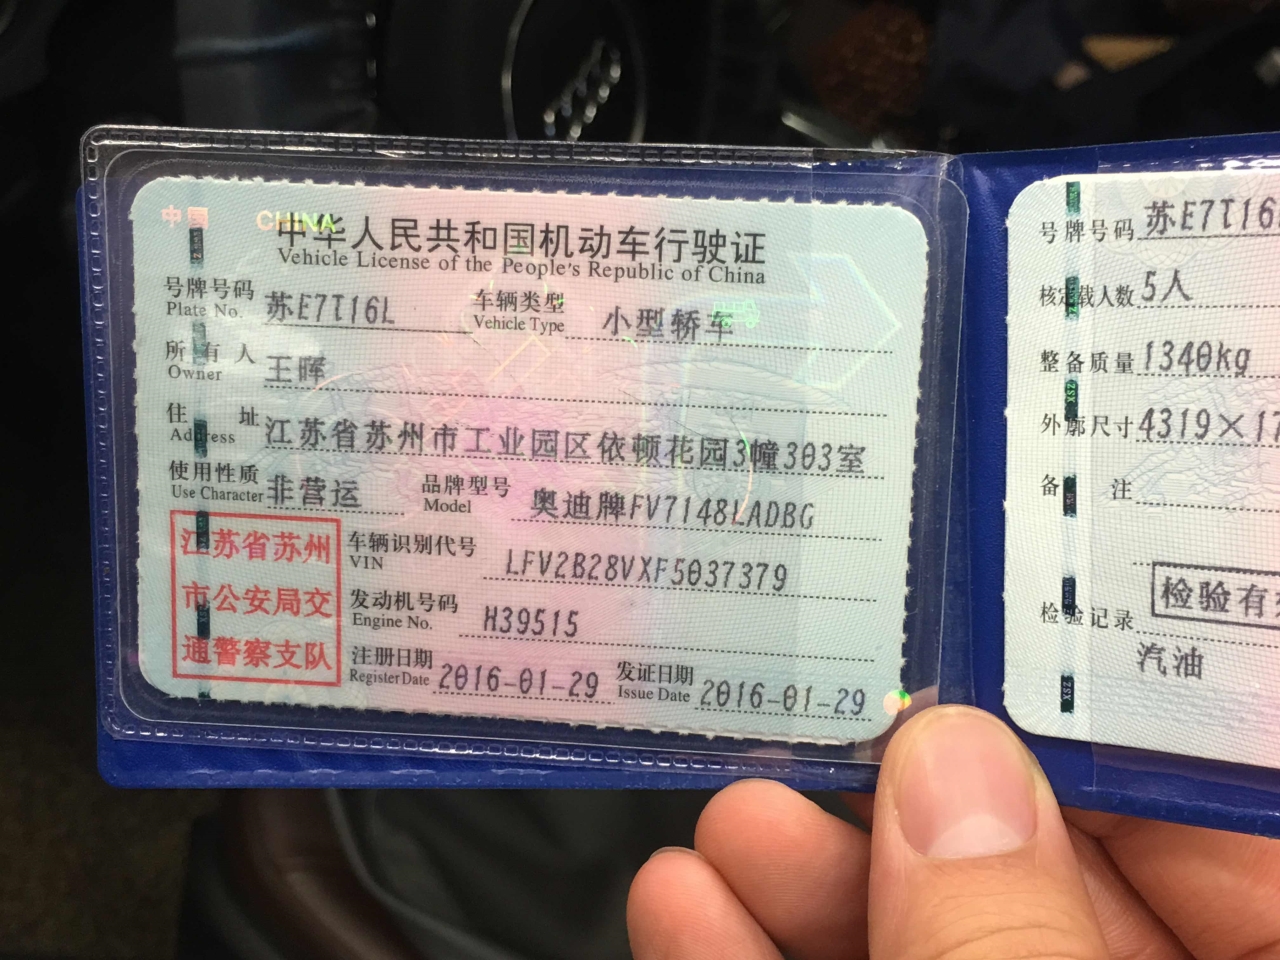 中国 CHINA
中华人民共和国机动车行驶证
Vehicle License of the People's Republic of China
号牌号码 苏E7T16L 车辆类型 小型轿车
Plate No. Vehicle Type
所有人 王晖
Owner
住址 江苏省苏州市工业园区依顿花园3幢303室
Address
使用性质 非营运 品牌型号 奥迪牌FV7148LADBG
Use Character Model
江苏省苏州
市公安局交
通警察支队
车辆识别代号 LFV2B28VXF5037379
VIN
发动机号码 H39515
Engine No.
注册日期 2016-01-29 发证日期 2016-01-29
Register Date Issue Date
号牌号码 苏E7T16
核定载人数 5人
整备质量 1340kg
外廓尺寸 4319×17
备注
检验有
检验记录
汽油